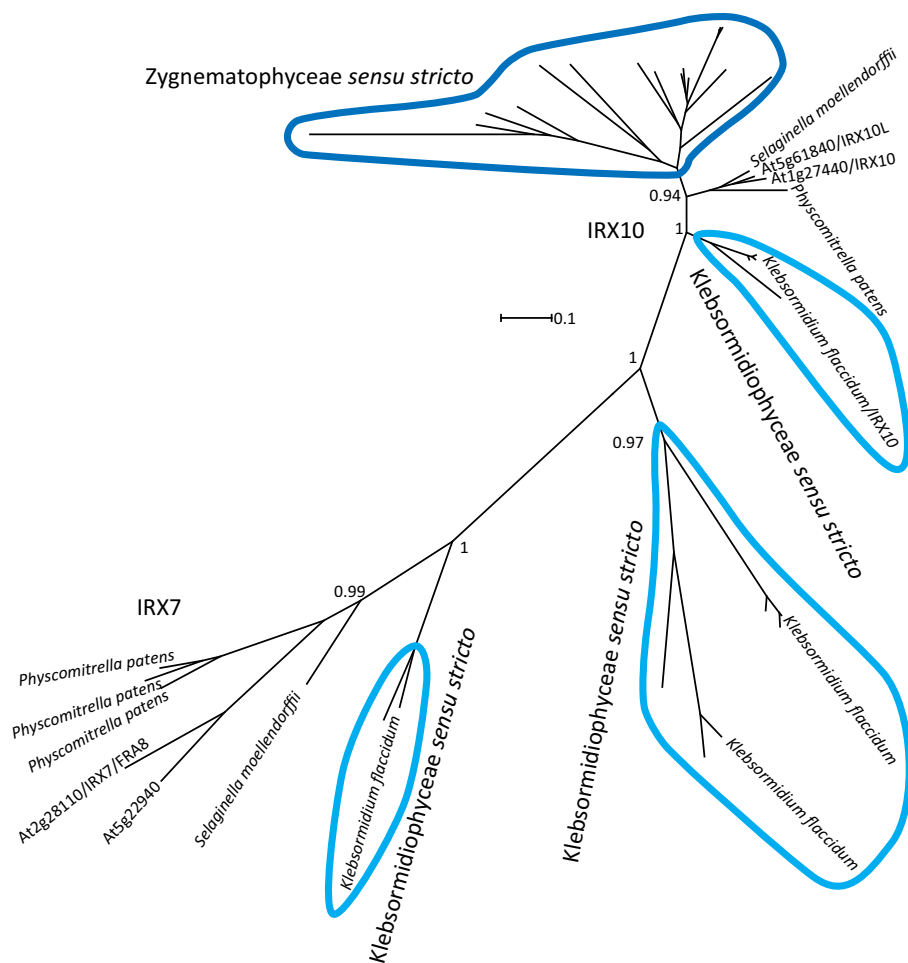 Zygnematophyceae sensu stricto
Selaginella moellendorffii
At5g61840/IRX10L
At1g27440/IRX10
Physcomitrella patens
0.94
IRX10
1
Klebsormidium flaccidum/IRX10
Klebsormidiophyceae sensu stricto
0.1
1
0.97
Klebsormidiophyceae sensu stricto
Klebsormidium flaccidum
Klebsormidium flaccidum
1
0.99
IRX7
Physcomitrella patens
Physcomitrella patens
Physcomitrella patens
At2g28110/IRX7/FRA8
At5g22940
Selaginella moellendorffii
Klebsormidium flaccidum
Klebsormidiophyceae sensu stricto